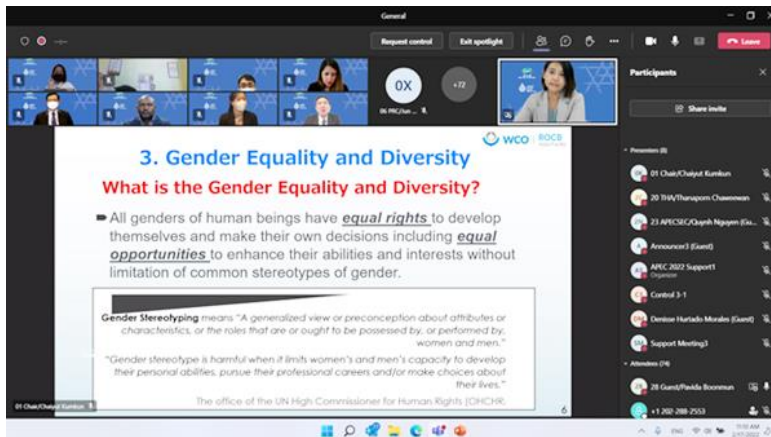 General
Request control
Exit spotlight
Leave
Participants
Share invite
0X
+72
Presenters (8)
01 Chair/Chaiyut Kumkun
20 THA/Thanaporn Chaweewan
23 APECSEC/Quynh Nguyen (Gu...
Announcer3 (Guest)
APEC 2022 Support1
Organizer
Control 3-1
Denisse Hurtado Morales (Guest)
Support Meeting3
Attendees (74)
28 Guest/Pavida Boonmun
+1 202-288-2553
WCO ROCB
3. Gender Equality and Diversity
What is the Gender Equality and Diversity?
All genders of human beings have equal rights to develop
themselves and make their own decisions including equal
opportunities to enhance their abilities and interests without
limitation of common stereotypes of gender.
Gender Stereotyping means “A generalized view or preconception about attributes or
characteristics, or the roles that are or ought to be possessed by, or performed by,
women and men.”
“Gender stereotype is harmful when it limits women’s and men’s capacity to develop
their personal abilities, pursue their professional careers and/or make choices about
their lives.”
The office of the UN High Commissioner for Human Rights [OHCHR,
6
01 Chair/Chaiyut Kumkun
ENG